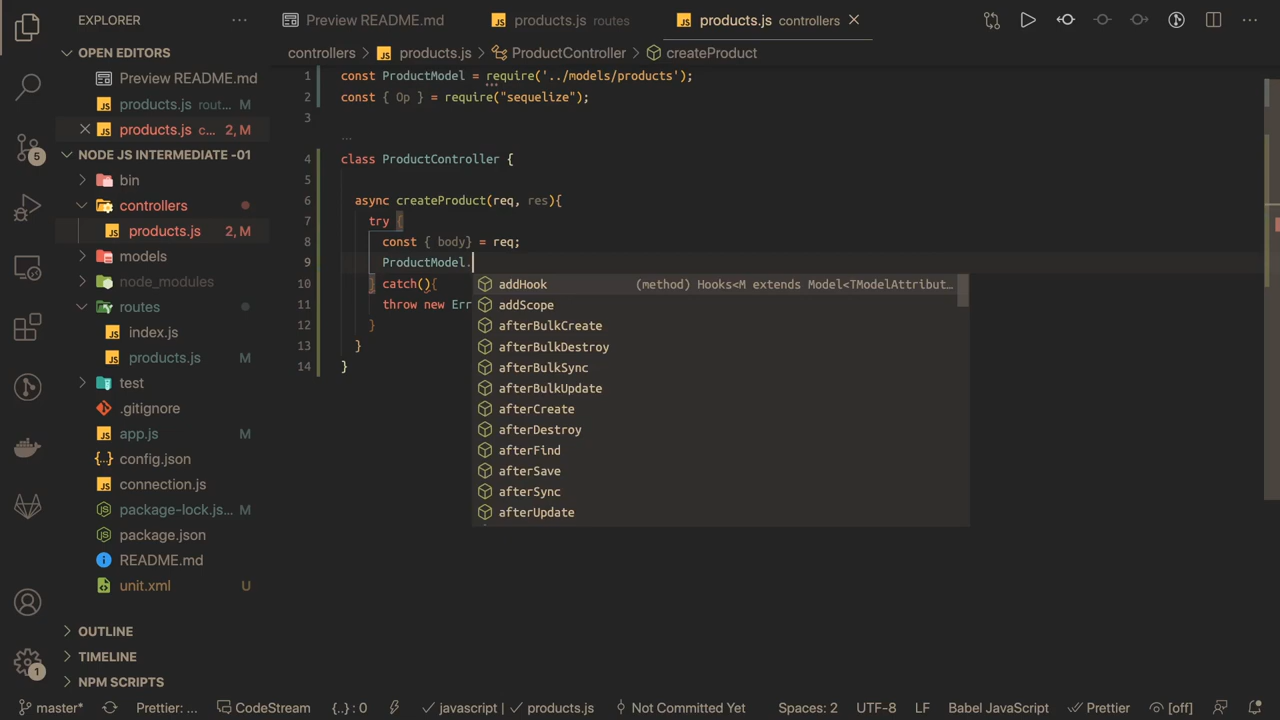 EXPLORER
Preview README.md
products.js routes
products.js controllers
OPEN EDITORS
Preview README.md
products.js rout... M
products.js c... 2, M
NODE JS INTERMEDIATE -01
bin
controllers
products.js 2, M
models
node_modules
routes
index.js
products.js M
test
.gitignore
app.js M
config.json
connection.js
package-lock.js... M
package.json
README.md
unit.xml U
OUTLINE
TIMELINE
NPM SCRIPTS
5
1
controllers > products.js > ProductController > createProduct
1 const ProductModel = require('../models/products');
2 const { Op } = require("sequelize");
3
...
4 class ProductController {
5
6 async createProduct(req, res){
7 try {
8 const { body} = req;
9 ProductModel.
10 } catch(){
11 throw new Err
12 }
13 }
14 }
addHook (method) Hooks<M extends Model<TModelAttribut...
addScope
afterBulkCreate
afterBulkDestroy
afterBulkSync
afterBulkUpdate
afterCreate
afterDestroy
afterFind
afterSave
afterSync
afterUpdate
master* Prettier: ... CodeStream {..} : 0 javascript | products.js Not Committed Yet Spaces: 2 UTF-8 LF Babel JavaScript Prettier [off]